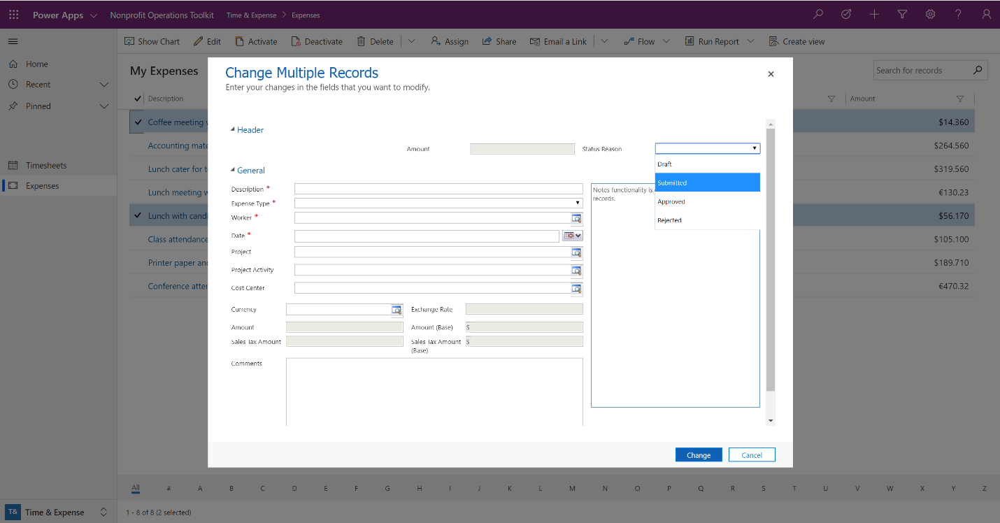 Power Apps Nonprofit Operations Toolkit Time & Expense > Expenses
Show Chart Edit Activate Deactivate Delete Assign Share Email a Link Flow Run Report Create view
Home
Recent
Pinned
Timesheets
Expenses
My Expenses
Search for records
Description Amount
Coffee meeting $14.360
Accounting mate $264.560
Lunch cater for t $319.560
Lunch meeting w €130.23
Lunch with candi $56.170
Class attendance $105.100
Printer paper and $189.710
Conference atten €470.32
Change Multiple Records
Enter your changes in the fields that you want to modify.
Header
Amount Status Reason
Draft
Submitted
Approved
Rejected
General
Description *
Expense Type *
Worker *
Date *
Project
Project Activity
Cost Center
Currency Exchange Rate
Amount Amount (Base) $
Sales Tax Amount Sales Tax Amount $
(Base)
Comments
Notes functionality is
records.
Change Cancel
All # A B C D E F G H I J K L M N O P Q R S T U V W X Y Z
T& Time & Expense
1 - 8 of 8 (2 selected)